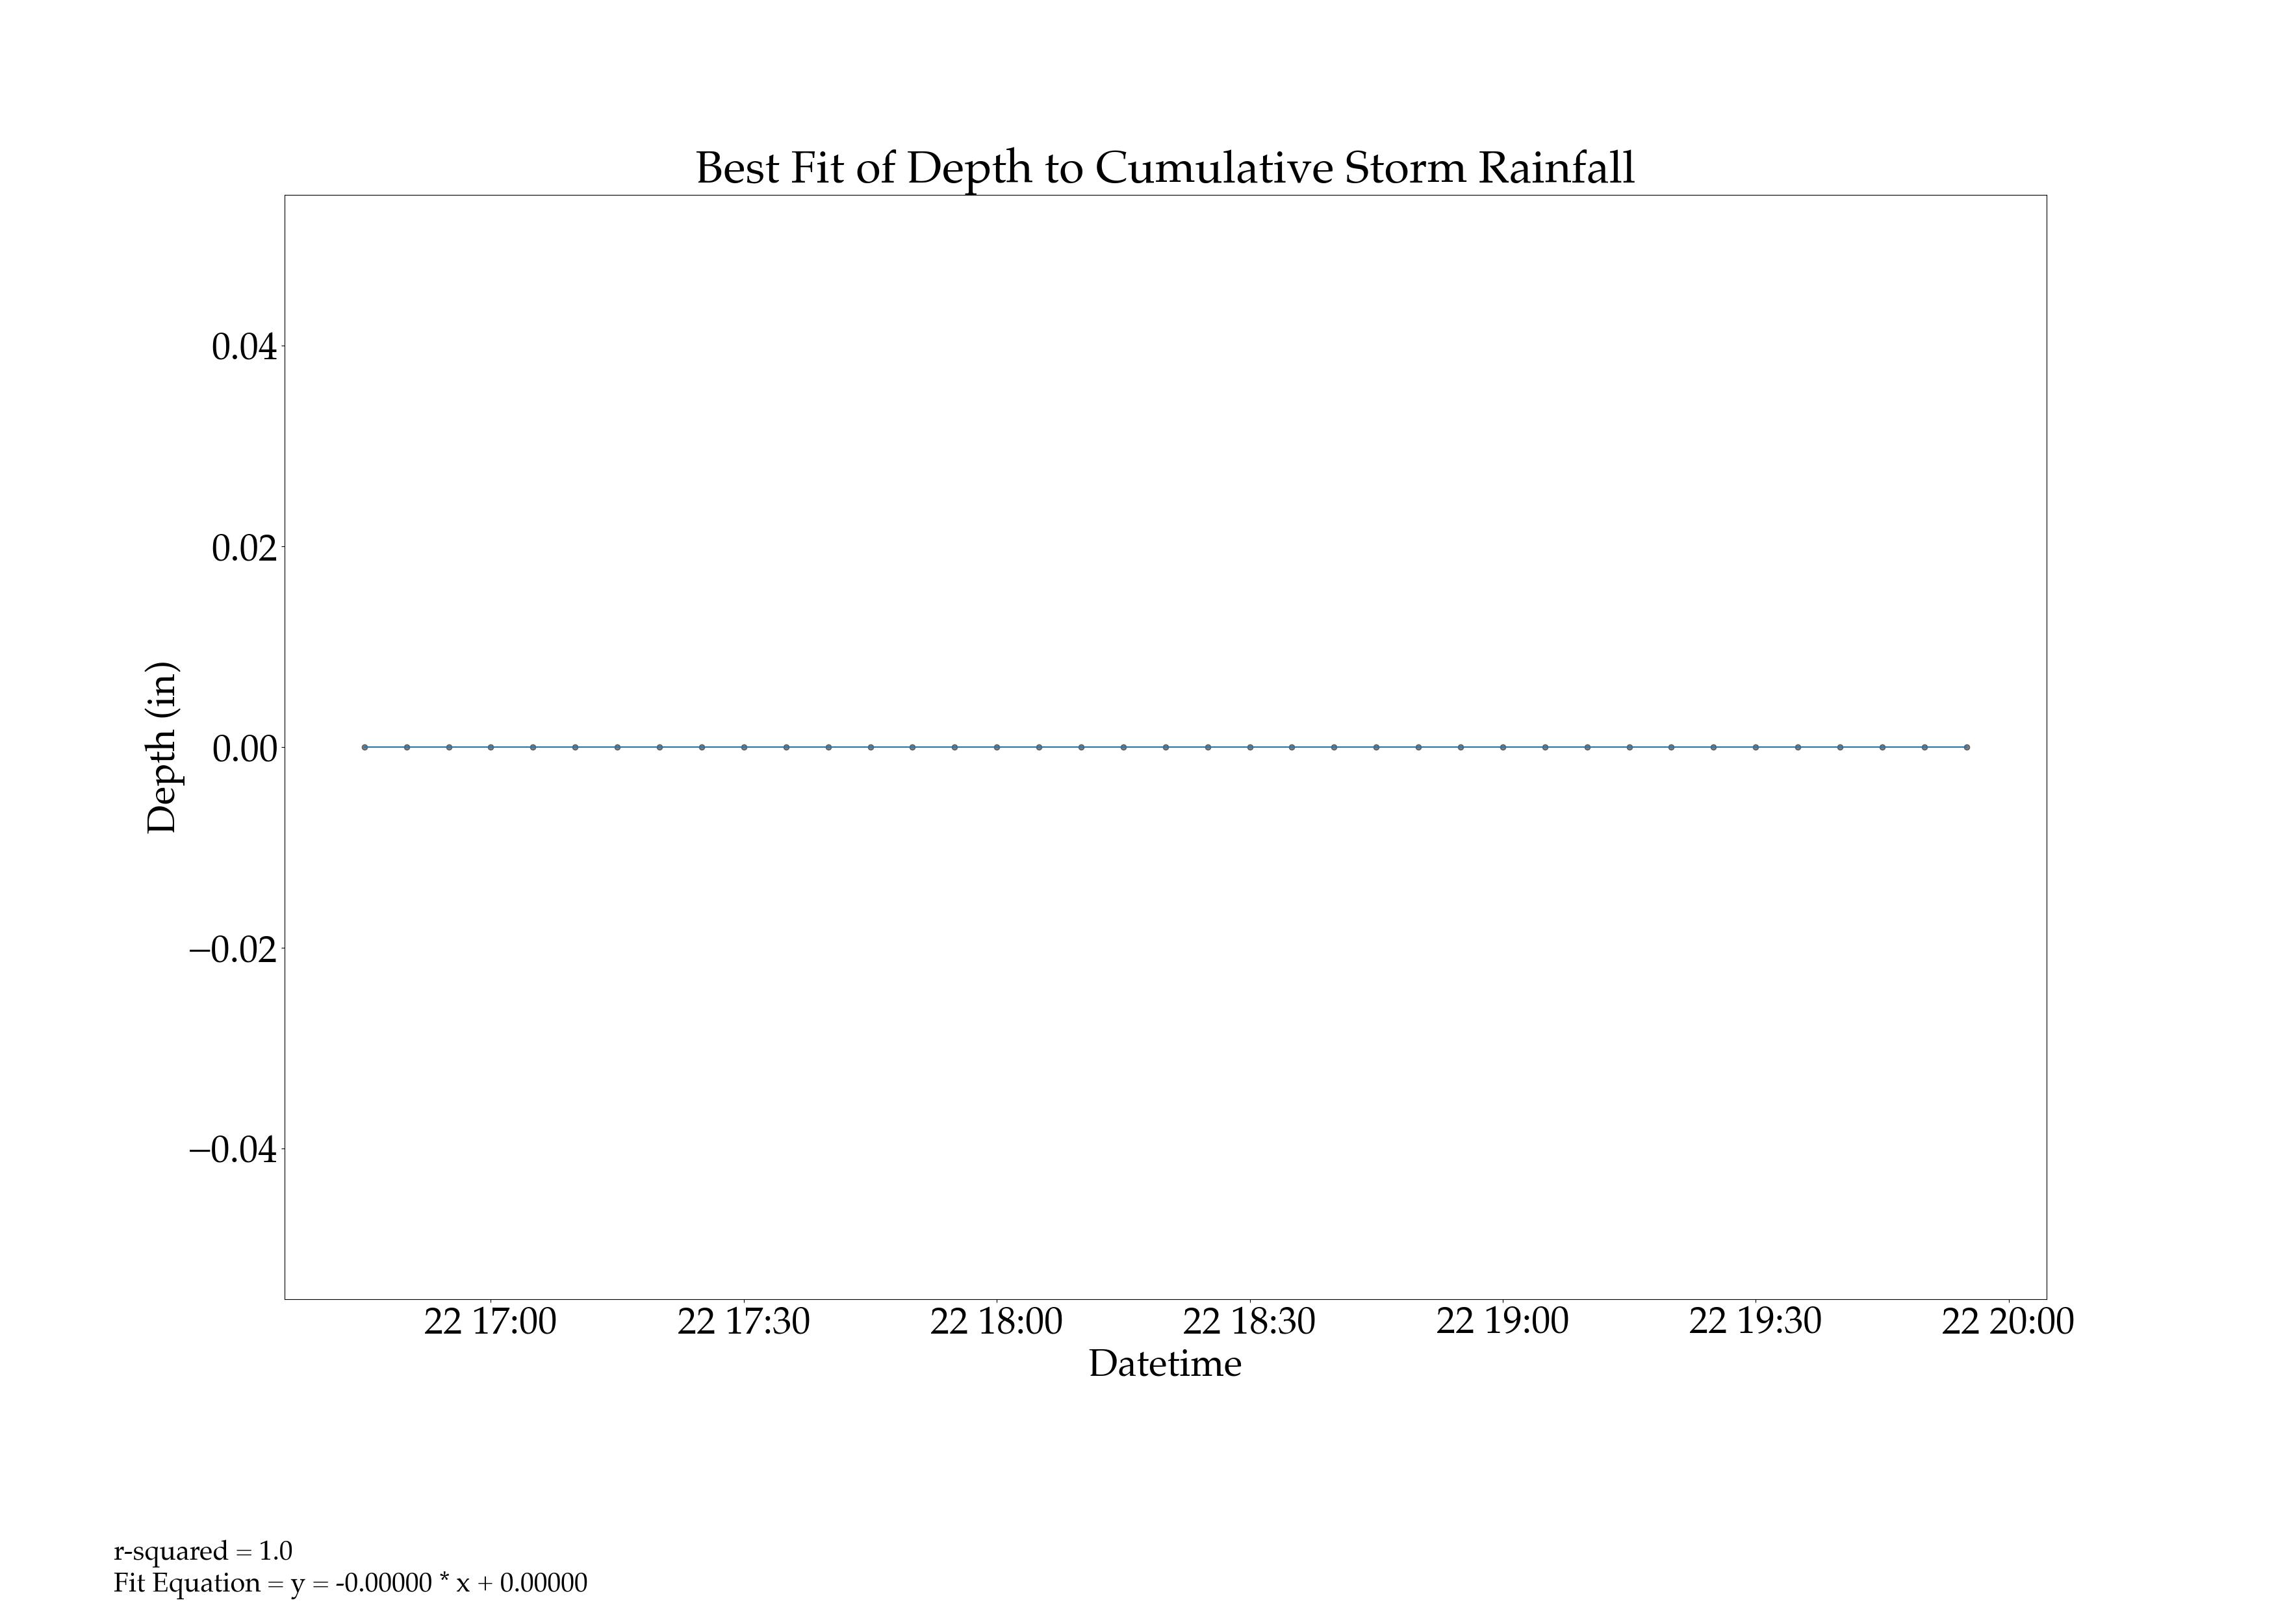 Best Fit of Depth to Cumulative Storm Rainfall
0.04
0.02
0.00
−0.02
−0.04
Depth (in)
22 17:00 22 17:30 22 18:00 22 18:30 22 19:00 22 19:30 22 20:00
Datetime
r-squared = 1.0
Fit Equation = y = -0.00000 * x + 0.00000